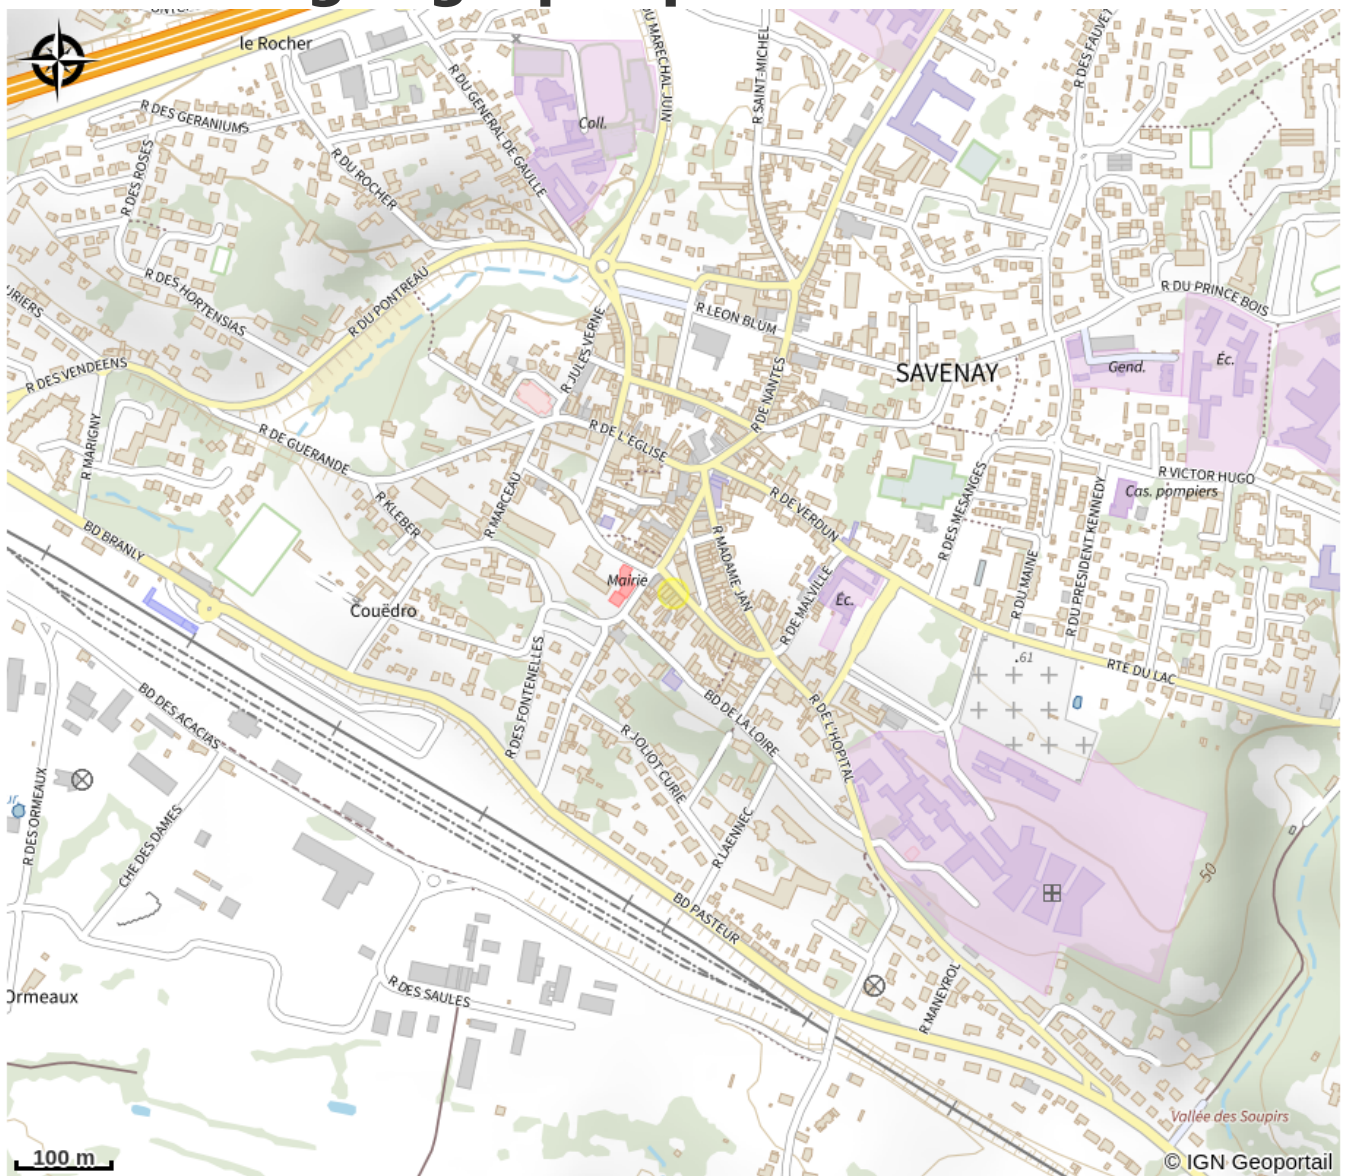 le Rocher
R DU MARECHAL JUIN
R SAINT-MICHEL
R DES FAUVET
R DU GENERAL DE GAULLE
Coll.
R DES GERANIUMS
R DES ROSES
R DU ROCHER
R DES HORTENSIAS
R DU PONTREAU
R DU PRINCE BOIS
URIERS
R LEON BLUM
R JULES VERNE
R DES VENDEENS
SAVENAY
Gend.
Éc.
R DE NANTES
R MARIGNY
R DE GUERANDE
R DE L'EGLISE
R VICTOR HUGO
Cas. pompiers
R KLEBER
R MARCEAU
R DE VERDUN
R DES MESANGES
R DU PRESIDENT KENNEDY
BD BRANLY
R MADAME JAN
Mairie
R DE MALVILLE
Éc.
R DU MAINE
Couëdro
.61
RTE DU LAC
R DES FONTENELLES
BD DES ACACIAS
BD DE LA LOIRE
R DE L'HOPITAL
R JOLIOT CURIE
R DES ORMEAUX
CHE DES DAMES
R LAENNEC
50
BD PASTEUR
R MANEYROL
R DES SAULES
Ormeaux
Vallée des Soupirs
100 m
© IGN Geoportail